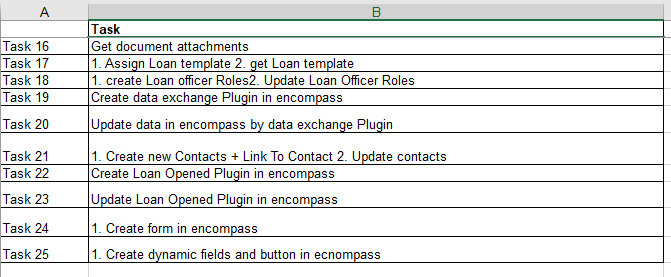 A B
Task
Task 16 Get document attachments
Task 17 1. Assign Loan template 2. get Loan template
Task 18 1. create Loan officer Roles2. Update Loan Officer Roles
Task 19 Create data exchange Plugin in encompass
Task 20 Update data in encompass by data exchange Plugin
Task 21 1. Create new Contacts + Link To Contact 2. Update contacts
Task 22 Create Loan Opened Plugin in encompass
Task 23 Update Loan Opened Plugin in encompass
Task 24 1. Create form in encompass
Task 25 1. Create dynamic fields and button in ecnompass